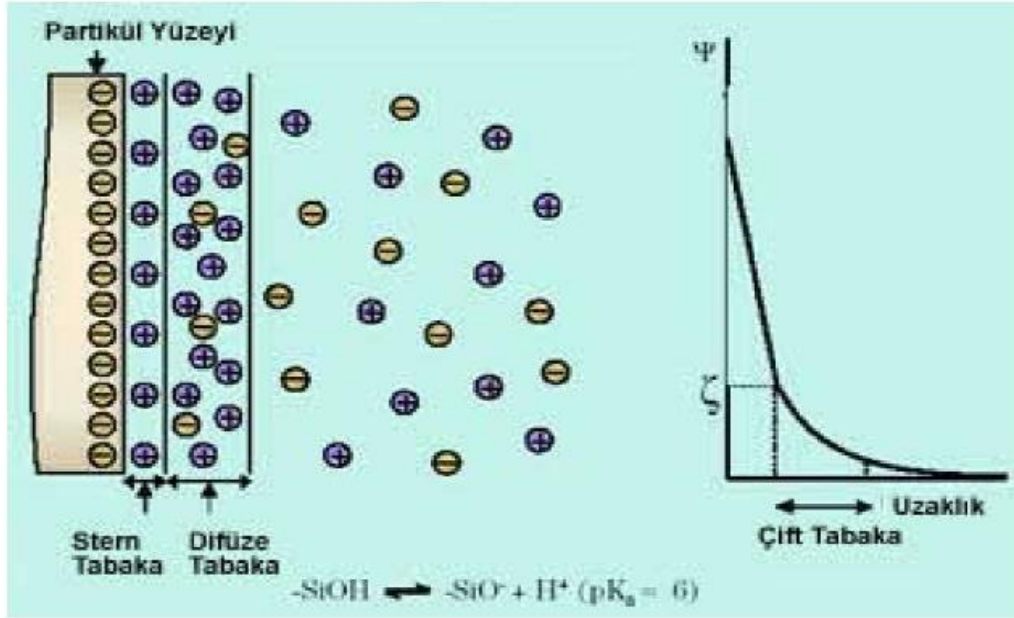 Partikül Yüzeyi
Ψ
ζ
Uzaklık
Çift Tabaka
Stern
Tabaka
Difüze
Tabaka
-SiOH ⇌ -SiO⁻ + H⁺ (pKₐ = 6)